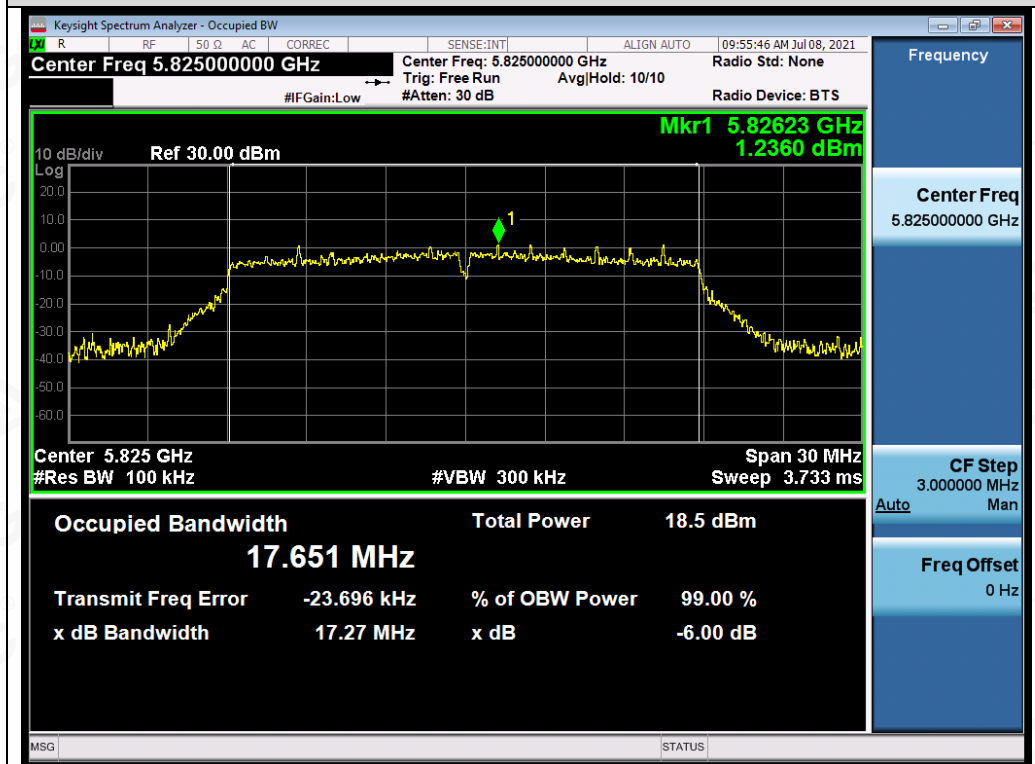 Keysight Spectrum Analyzer - Occupied BW
LXI R RF 50 Ω AC CORREC SENSE:INT ALIGN AUTO 09:55:46 AM Jul 08, 2021
Center Freq 5.825000000 GHz
Center Freq: 5.825000000 GHz Radio Std: None
Trig: Free Run Avg|Hold: 10/10
#IFGain:Low #Atten: 30 dB Radio Device: BTS
Mkr1 5.82623 GHz
10 dB/div Ref 30.00 dBm 1.2360 dBm
Log
20.0
10.0
1
0.00
-10.0
-20.0
-30.0
-40.0
-50.0
-60.0
Center 5.825 GHz Span 30 MHz
#Res BW 100 kHz #VBW 300 kHz Sweep 3.733 ms
Occupied Bandwidth Total Power 18.5 dBm
17.651 MHz
Transmit Freq Error -23.696 kHz % of OBW Power 99.00 %
x dB Bandwidth 17.27 MHz x dB -6.00 dB
Frequency
Center Freq
5.825000000 GHz
CF Step
3.000000 MHz
Auto Man
Freq Offset
0 Hz
MSG STATUS